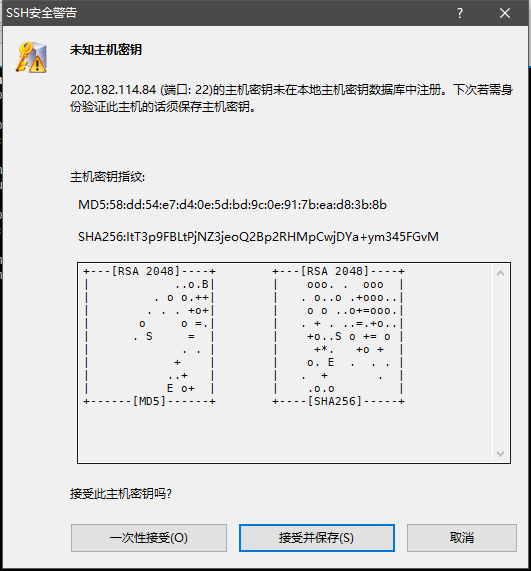 SSH安全警告
?
未知主机密钥
202.182.114.84 (端口: 22)的主机密钥未在本地主机密钥数据库中注册。下次若需身
份验证此主机的话须保存主机密钥。
主机密钥指纹:
MD5:58:dd:54:e7:d4:0e:5d:bd:9c:0e:91:7b:ea:d8:3b:8b
SHA256:ItT3p9FBLtPjNZ3jeoQ2Bp2RHMpCwjDYa+ym345FGvM
+---[RSA 2048]----+ +---[RSA 2048]----+
| ..o.B| | ooo. . ooo |
| . o o.++| | . o..o .+ooo..|
| . . . +o+| | o o ..o+=ooo.|
| o o =.| | . + . ..=.+o..|
| . S = | | +o..S o += o |
| . . | | +*. +o + |
| + | | o. E . . . |
| ..+ | | . + . |
| E o+ | | .o.o |
+------[MD5]------+ +----[SHA256]-----+
接受此主机密钥吗?
一次性接受(O) 接受并保存(S) 取消